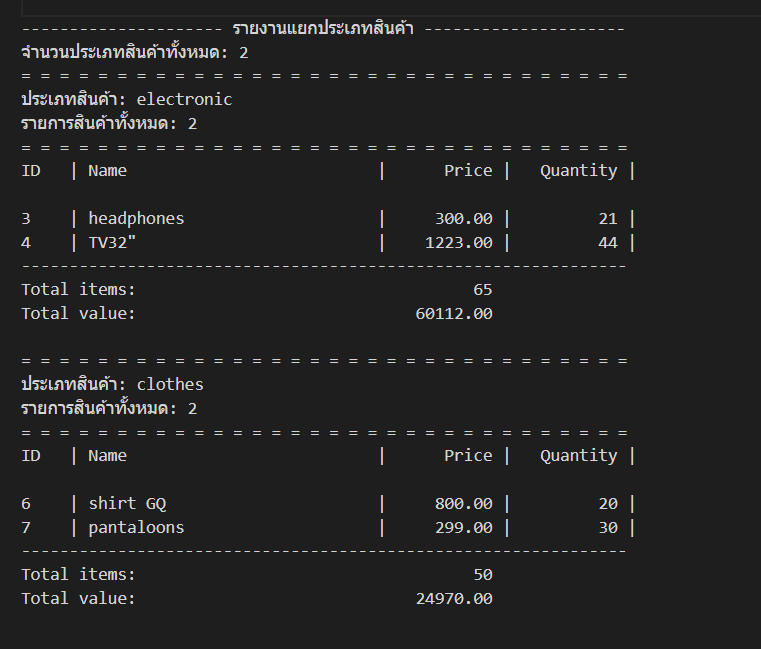 --------------------- รายงานแยกประเภทสินค้า ---------------------
จำนวนประเภทสินค้าทั้งหมด: 2
= = = = = = = = = = = = = = = = = = = = = = = = = = = = = = = =
ประเภทสินค้า: electronic
รายการสินค้าทั้งหมด: 2
= = = = = = = = = = = = = = = = = = = = = = = = = = = = = = = =
ID   | Name                          |      Price |   Quantity |
3    | headphones                    |     300.00 |         21 |
4    | TV32"                         |    1223.00 |         44 |
---------------------------------------------------------------
Total items:                                   65
Total value:                             60112.00
= = = = = = = = = = = = = = = = = = = = = = = = = = = = = = = =
ประเภทสินค้า: clothes
รายการสินค้าทั้งหมด: 2
= = = = = = = = = = = = = = = = = = = = = = = = = = = = = = = =
ID   | Name                          |      Price |   Quantity |
6    | shirt GQ                      |     800.00 |         20 |
7    | pantaloons                    |     299.00 |         30 |
---------------------------------------------------------------
Total items:                                   50
Total value:                             24970.00